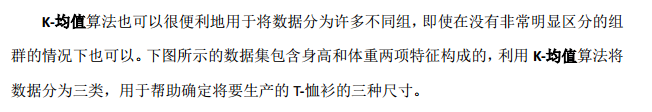 K-均值算法也可以很便利地用于将数据分为许多不同组，即使在没有非常明显区分的组
群的情况下也可以。下图所示的数据集包含身高和体重两项特征构成的，利用 K-均值算法将
数据分为三类，用于帮助确定将要生产的 T-恤衫的三种尺寸。